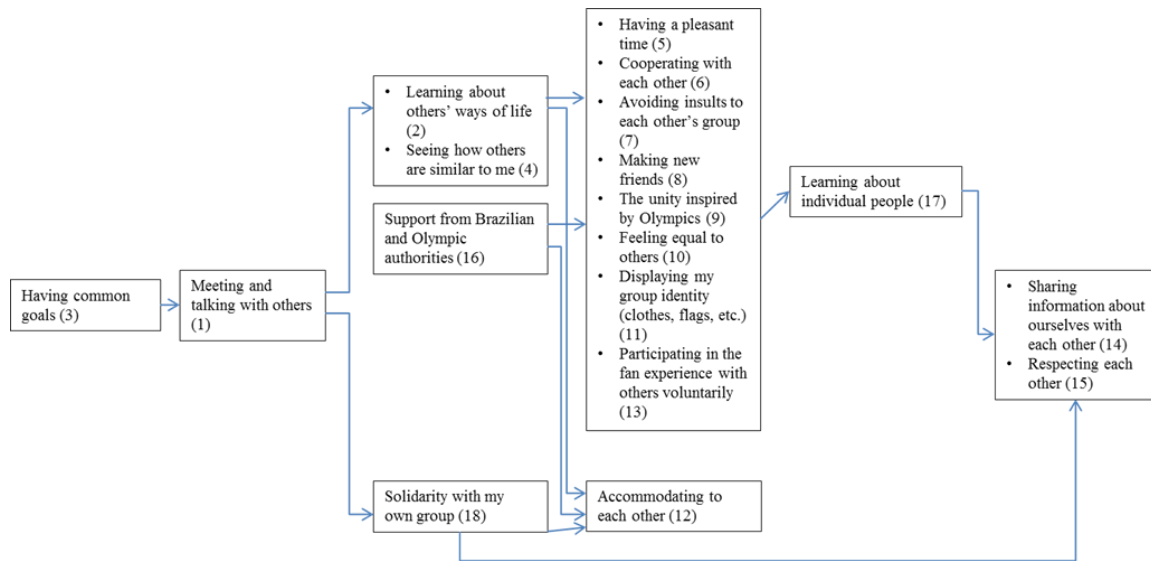 Having common
goals (3)
Meeting and
talking with others
(1)
• Learning about
others' ways of life
(2)
• Seeing how others
are similar to me (4)
Support from Brazilian
and Olympic
authorities (16)
Solidarity with my
own group (18)
• Having a pleasant
time (5)
• Cooperating with
each other (6)
• Avoiding insults to
each other's group
(7)
• Making new
friends (8)
• The unity inspired
by Olympics (9)
• Feeling equal to
others (10)
• Displaying my
group identity
(clothes, flags, etc.)
(11)
• Participating in the
fan experience with
others voluntarily
(13)
Accommodating to
each other (12)
Learning about
individual people (17)
• Sharing
information about
ourselves with
each other (14)
• Respecting each
other (15)